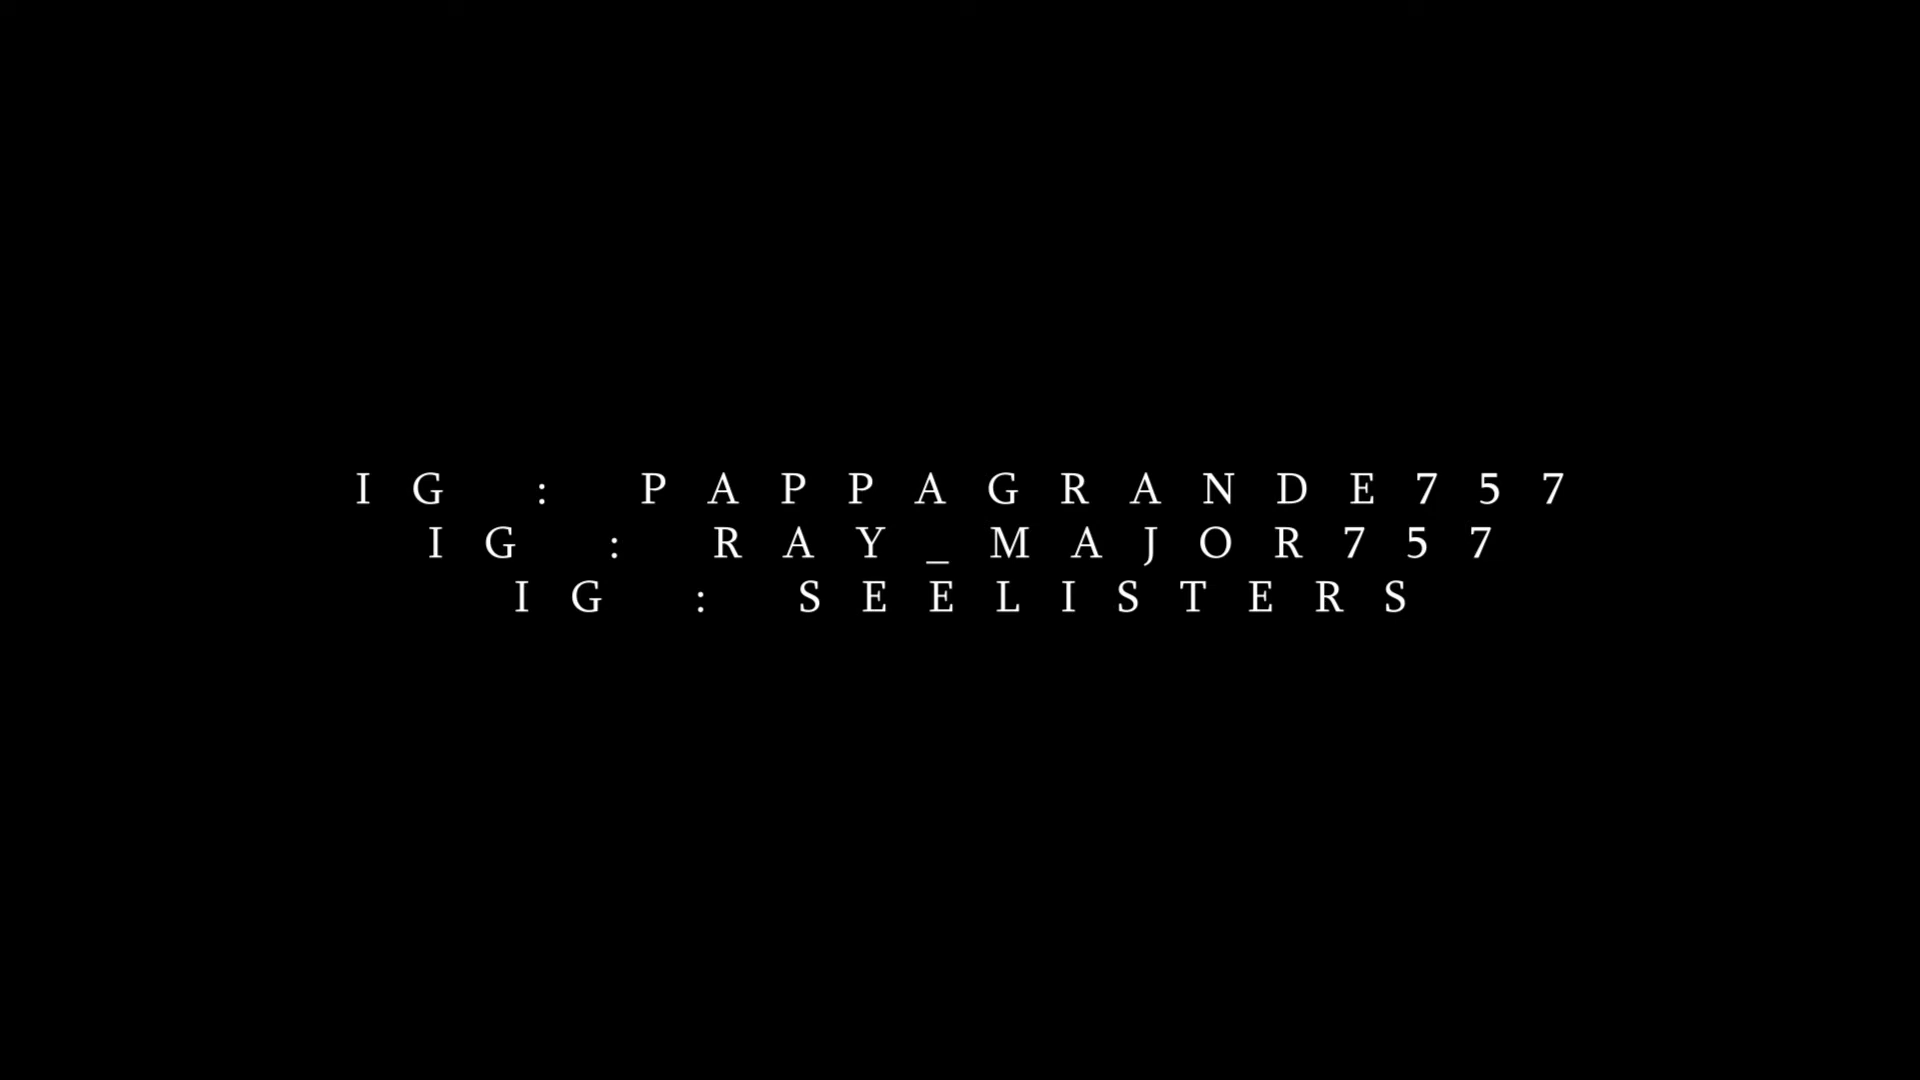 IG : PAPPAGRANDE757
IG : RAY_MAJOR757
IG : SEELISTERS